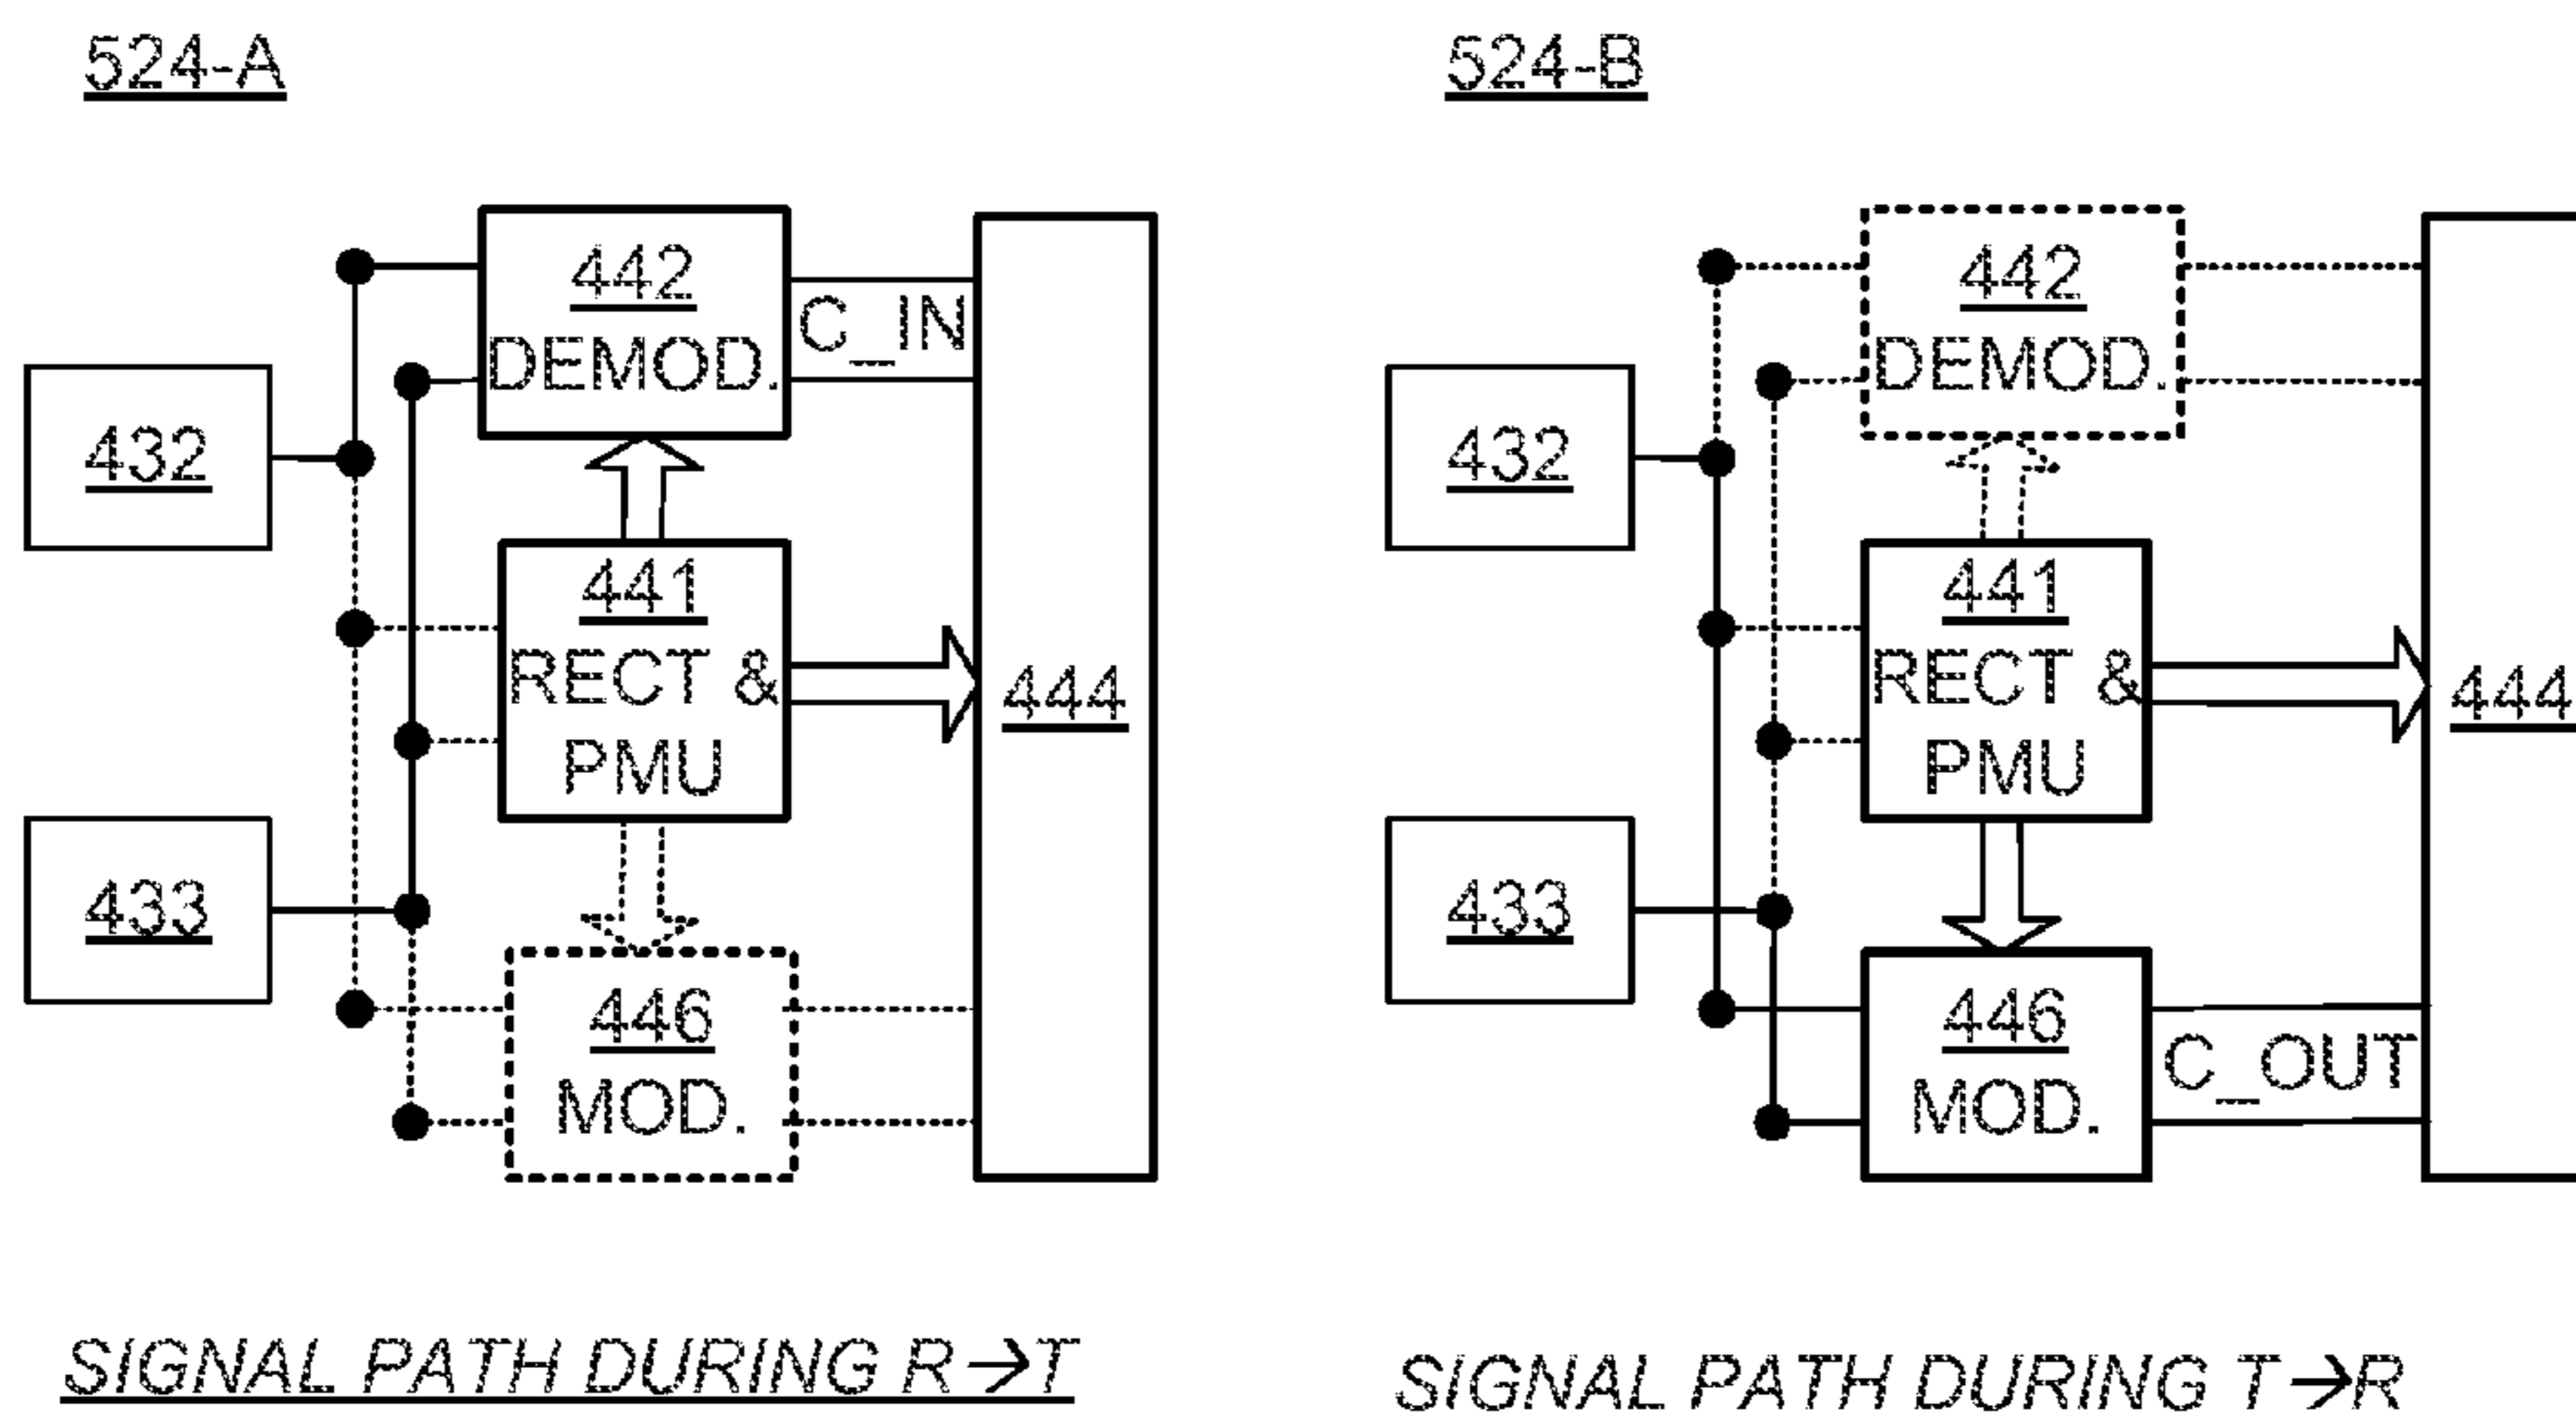 524-A
442
DEMOD.
C_IN
432
441
RECT &
PMU
444
433
446
MOD.
SIGNAL PATH DURING R→T
524-B
442
DEMOD.
432
441
RECT &
PMU
444
433
446
MOD.
C_OUT
SIGNAL PATH DURING T→R